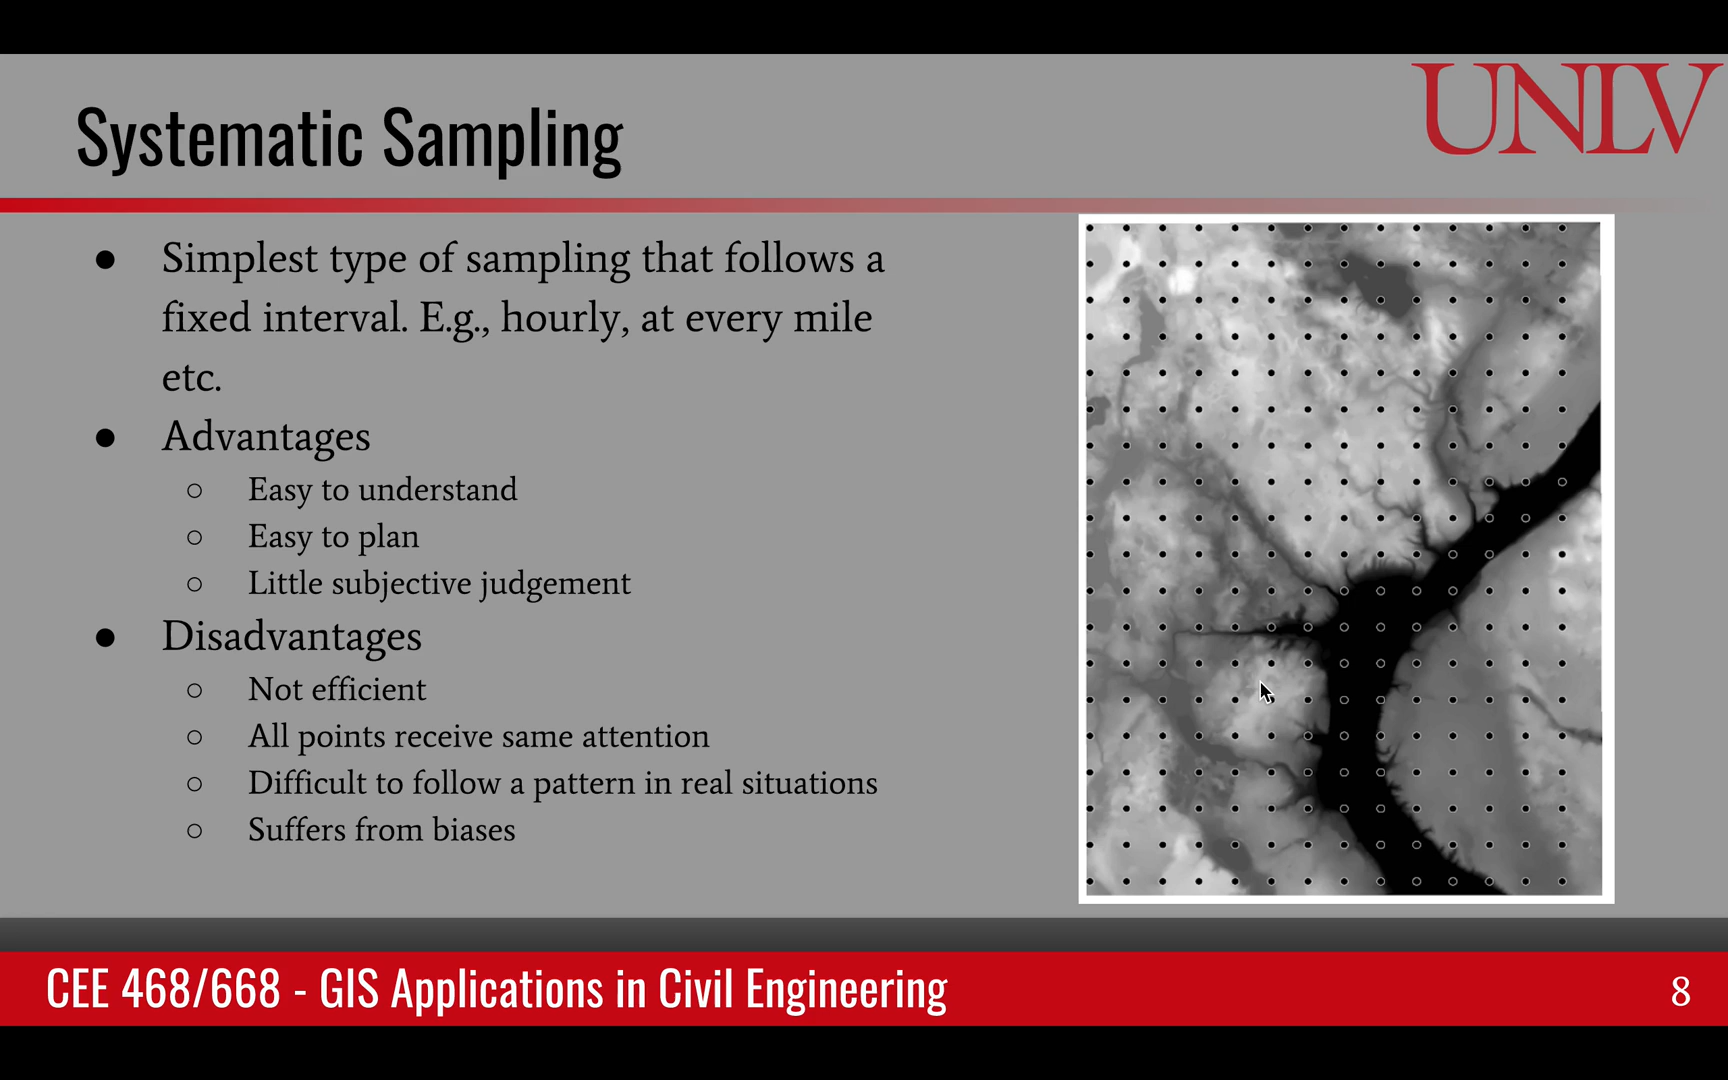 UNLV
Systematic Sampling
● Simplest type of sampling that follows a
fixed interval. E.g., hourly, at every mile
etc.
● Advantages
○ Easy to understand
○ Easy to plan
○ Little subjective judgement
● Disadvantages
○ Not efficient
○ All points receive same attention
○ Difficult to follow a pattern in real situations
○ Suffers from biases
CEE 468/668 - GIS Applications in Civil Engineering
8